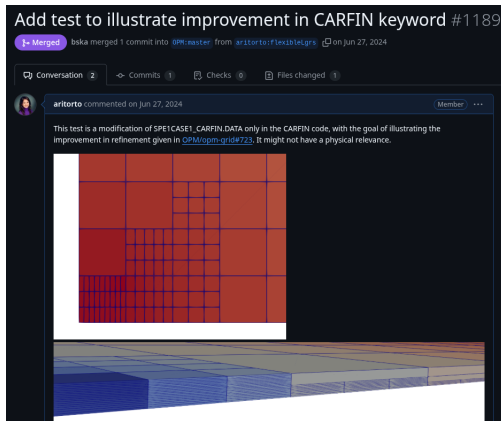 Add test to illustrate improvement in CARFIN keyword #1189
Merged bska merged 1 commit into OPM:master from aritorto:flexibleLgrs on Jun 27, 2024
Conversation 2 Commits 1 Checks 0 Files changed 1
aritorto commented on Jun 27, 2024 Member ...
This test is a modification of SPE1CASE1_CARFIN.DATA only in the CARFIN code, with the goal of illustrating the
improvement in refinement given in OPM/opm-grid#723. It might not have a physical relevance.